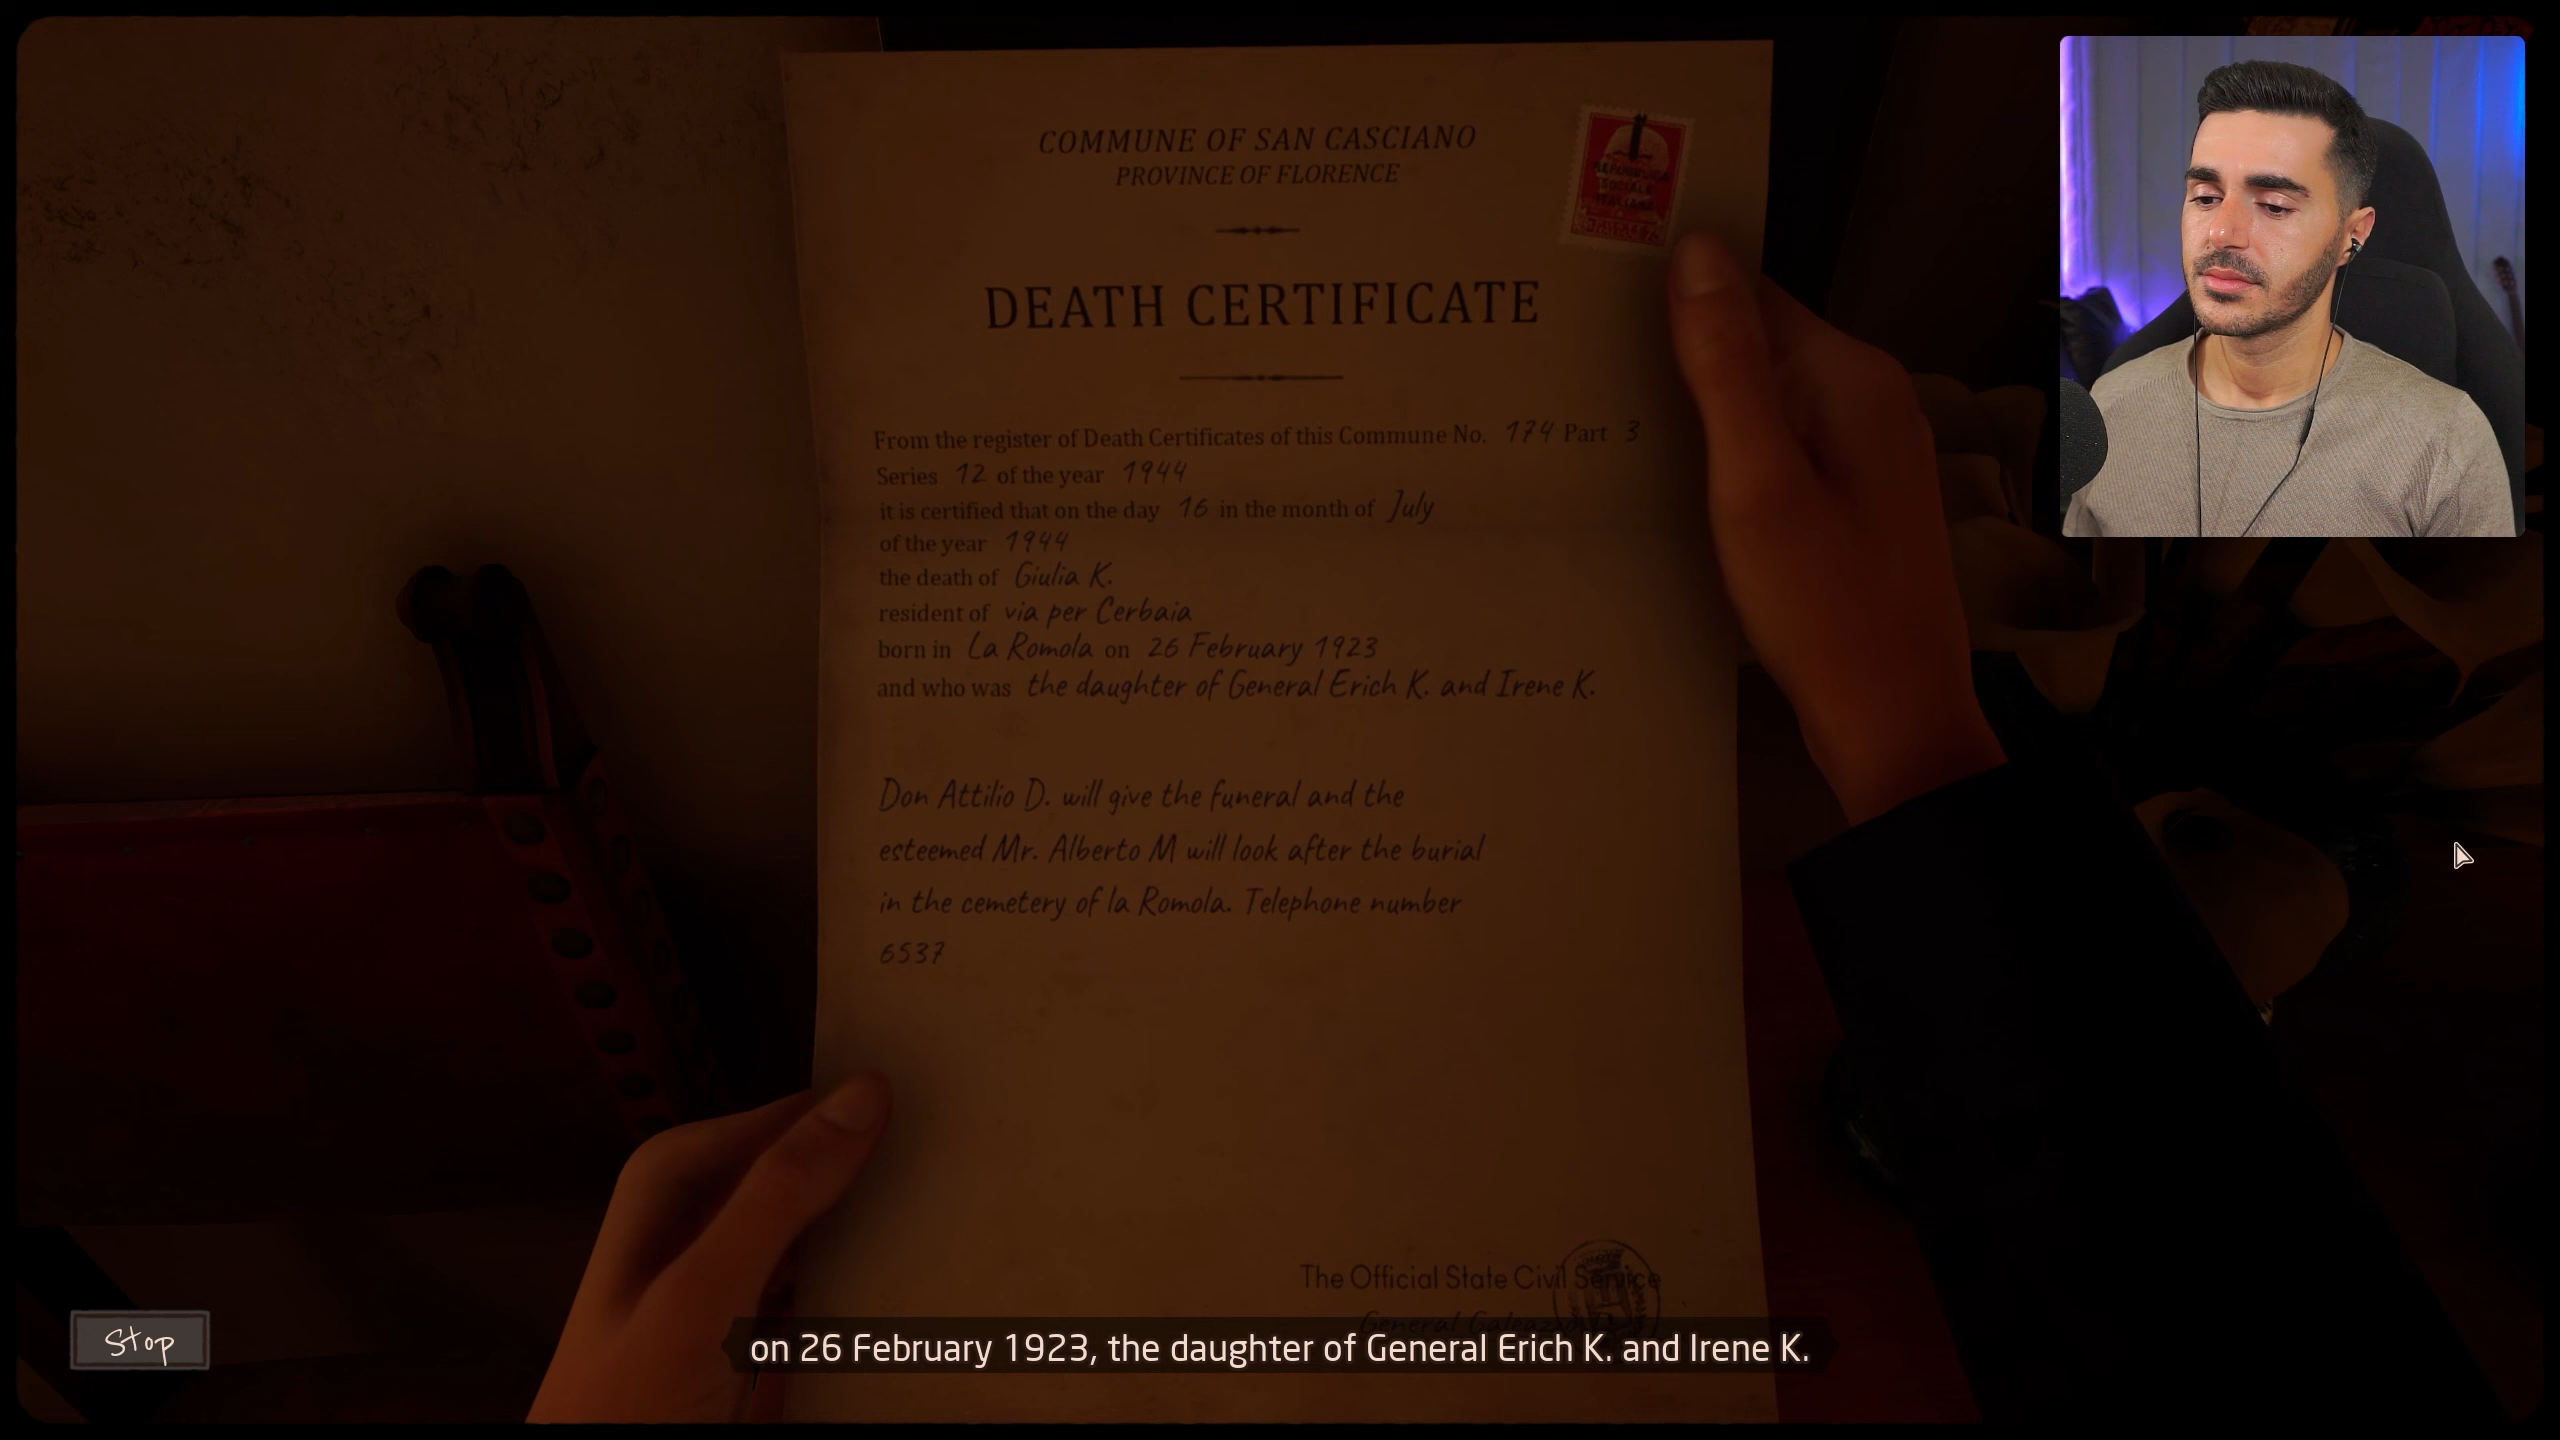 COMMUNE OF SAN CASCIANO
PROVINCE OF FLORENCE
REPUBBLICA
SOCIALE
ITALIANA
DEATH CERTIFICATE
From the register of Death Certificates of this Commune No. 174 Part 3
Series 12 of the year 1944
it is certified that on the day 16 in the month of July
of the year 1944
the death of Giulia K.
resident of via per Cerbaia
born in La Romola on 26 February 1923
and who was the daughter of General Erich K. and Irene K.
Don Attilio D. will give the funeral and the
esteemed Mr. Alberto M will look after the burial
in the cemetery of la Romola. Telephone number
6537
The Official State Civil Service
General
Stop
on 26 February 1923, the daughter of General Erich K. and Irene K.